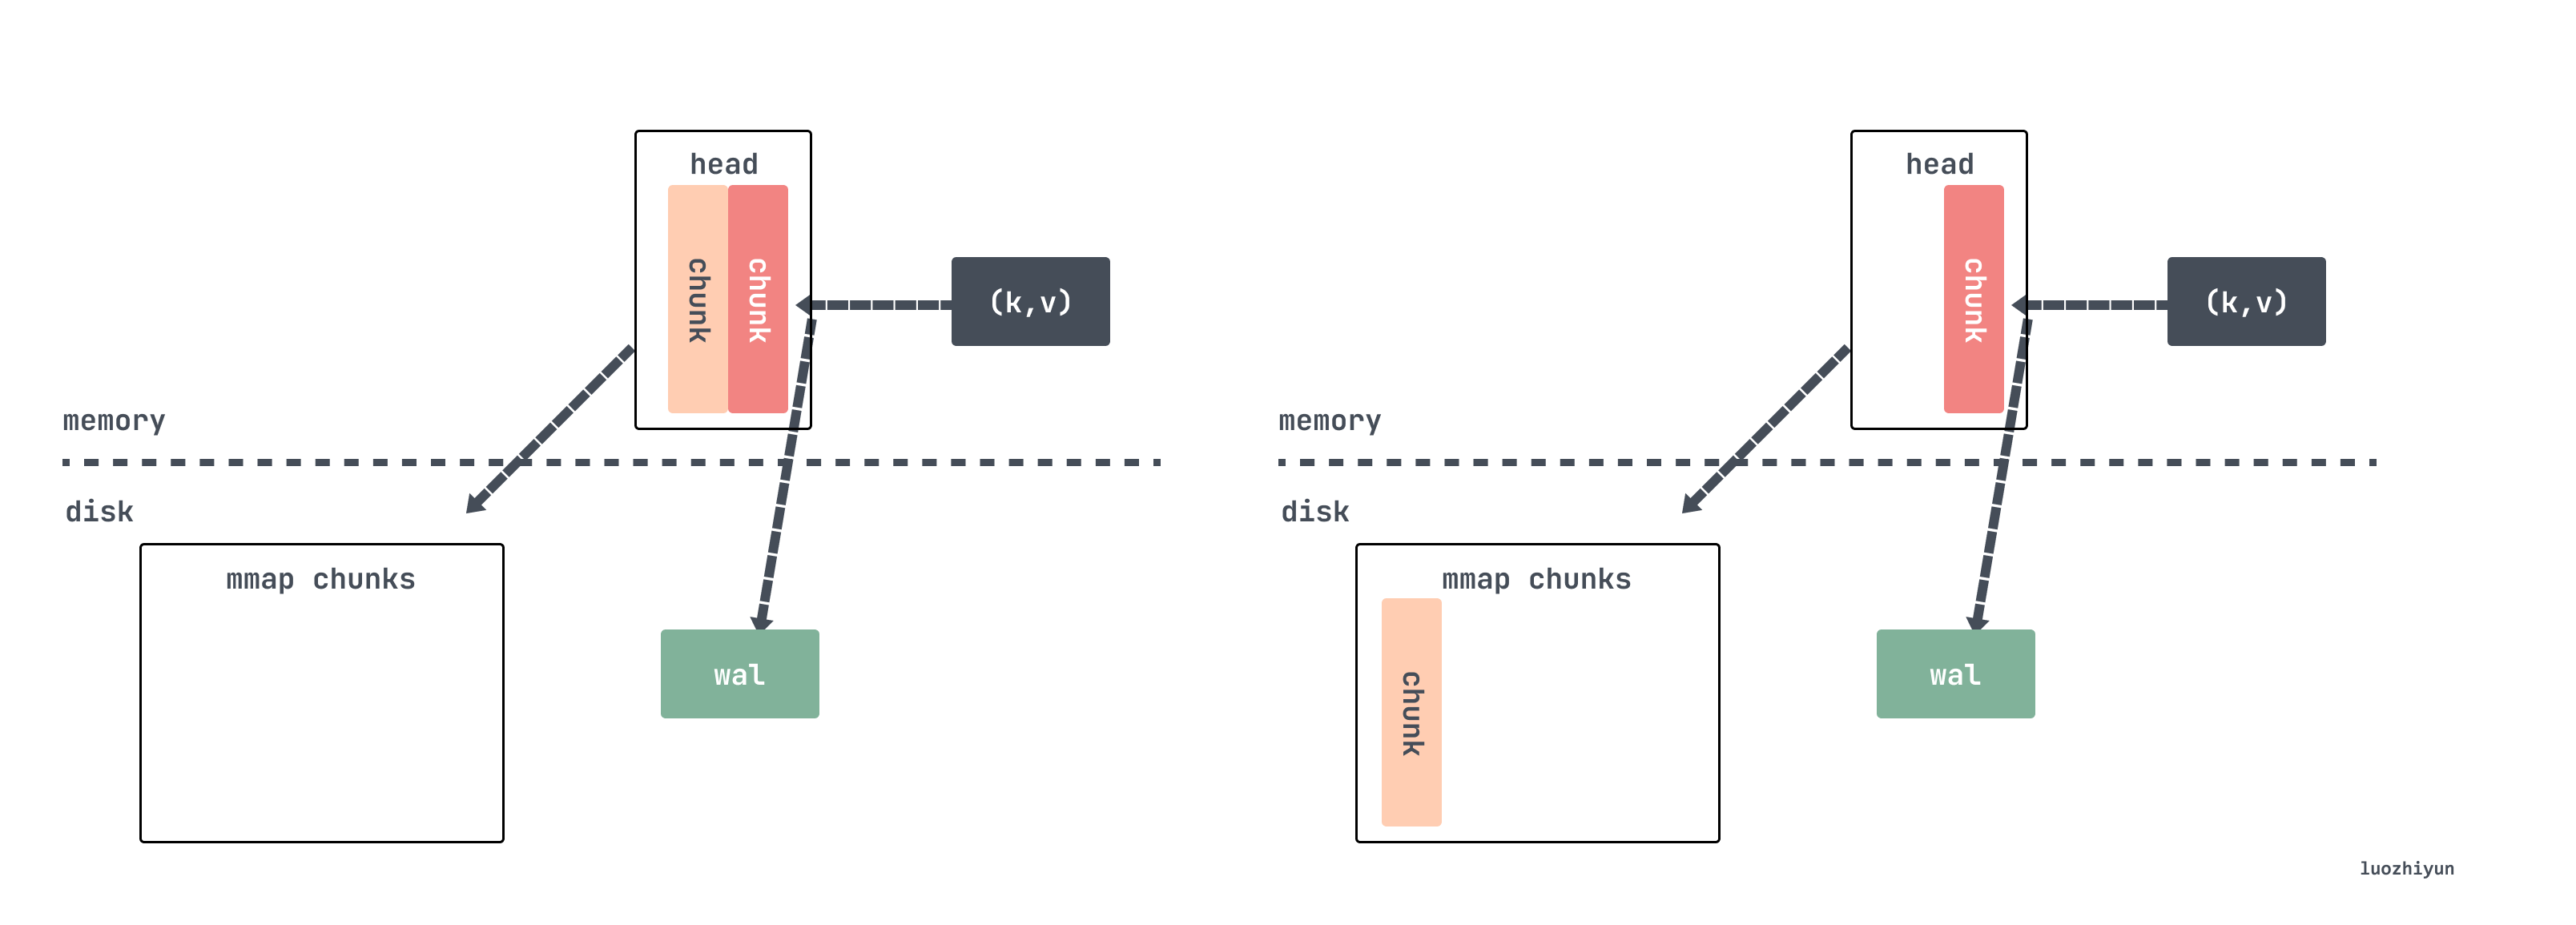 head
chunk
chunk
(k,v)
memory
disk
mmap chunks
wal
head
chunk
(k,v)
memory
disk
mmap chunks
chunk
wal
luozhiyun